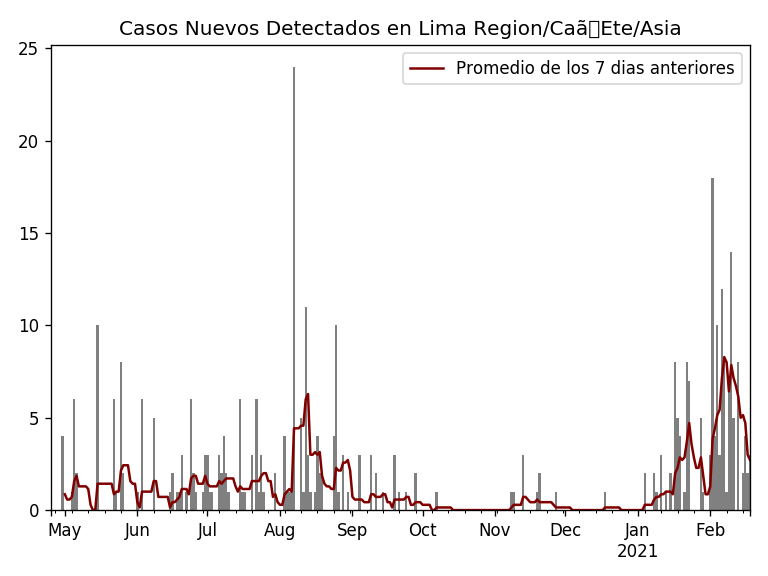 Casos Nuevos Detectados en Lima Region/Caã▯Ete/Asia
Promedio de los 7 dias anteriores
25
20
15
10
5
0
May Jun Jul Aug Sep Oct Nov Dec Jan Feb
2021